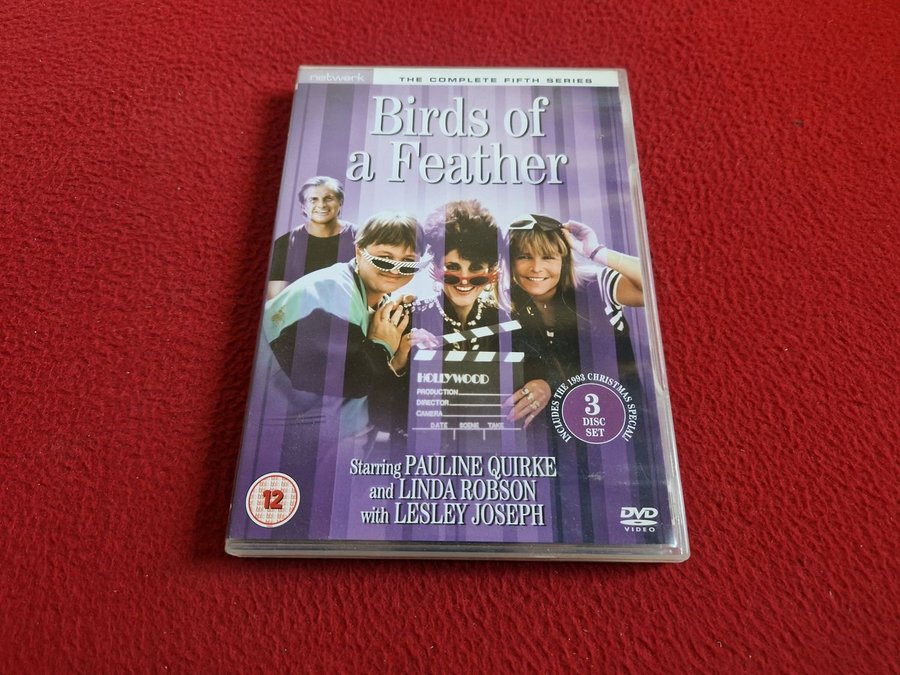 network
THE COMPLETE FIFTH SERIES
Birds of
a Feather
HOLLYWOOD
PRODUCTION
DIRECTOR
CAMERA
DATE SCENE TAKE
INCLUDES THE 1993 CHRISTMAS SPECIAL!
3
DISC
SET
Starring PAULINE QUIRKE
and LINDA ROBSON
with LESLEY JOSEPH
12
DVD
VIDEO